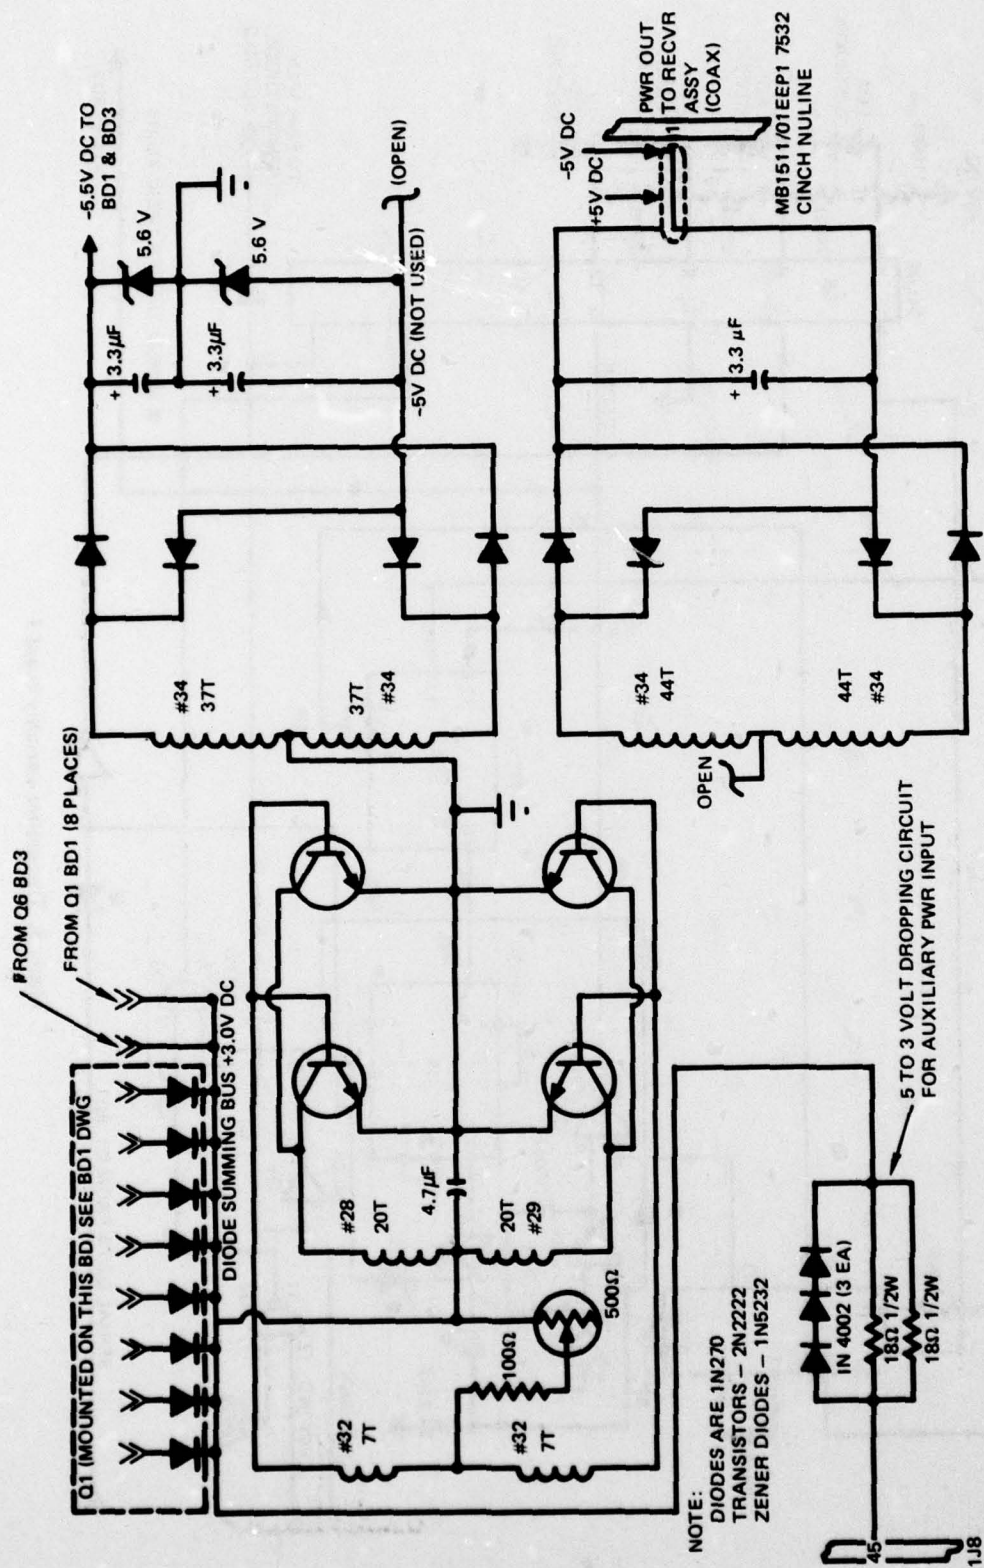 FROM Q6 BD3
FROM Q1 BD1 (8 PLACES)
Q1 (MOUNTED ON THIS BD) SEE BD1 DWG
DIODE SUMMING BUS +3.0V DC
-5.5V DC TO
BD1 & BD3
5.6 V
5.6 V
+ 3.3µF
+ 3.3µF
(OPEN)
-5V DC (NOT USED)
#34
37T
37T
#34
#28
20T
4.7µF
20T
#29
#32
7T
#32
7T
100Ω
500Ω
PWR OUT
TO RECVR
ASSY
(COAX)
-5V DC
+5V DC
1
MB1511/01EEP1 7532
CINCH NULINE
+ 3.3 µF
#34
44T
44T
#34
OPEN
5 TO 3 VOLT DROPPING CIRCUIT
FOR AUXILIARY PWR INPUT
IN 4002 (3 EA)
18Ω 1/2W
18Ω 1/2W
NOTE:
DIODES ARE 1N270
TRANSISTORS – 2N2222
ZENER DIODES – 1N5232
45
1J8